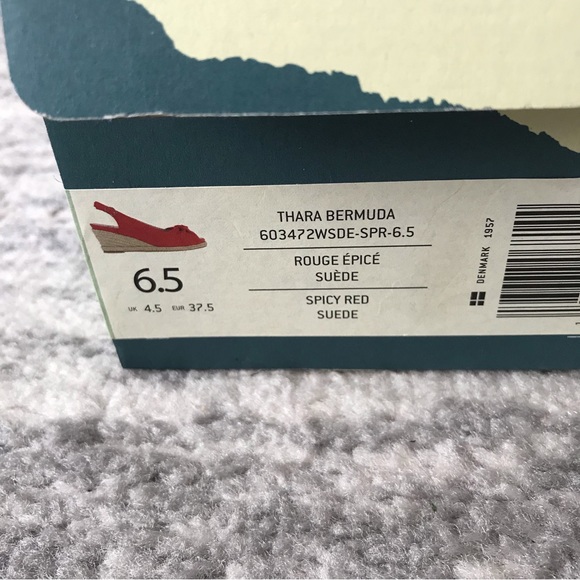 THARA BERMUDA
603472WSDE-SPR-6.5
ROUGE ÉPICÉ
SUÈDE
SPICY RED
SUEDE
6.5
UK 4.5 EUR 37.5
DENMARK 1957